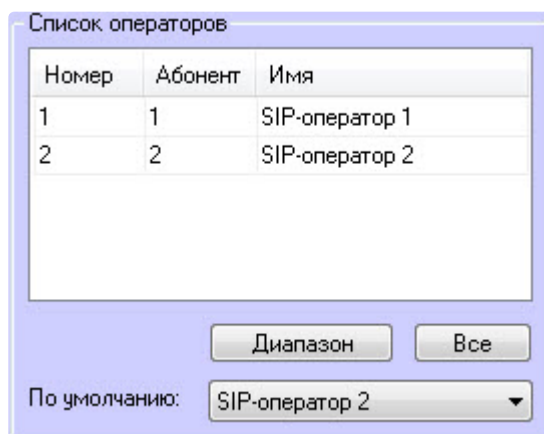 Список операторов
Номер Абонент Имя
1 1 SIP-оператор 1
2 2 SIP-оператор 2
Диапазон Все
По умолчанию: SIP-оператор 2